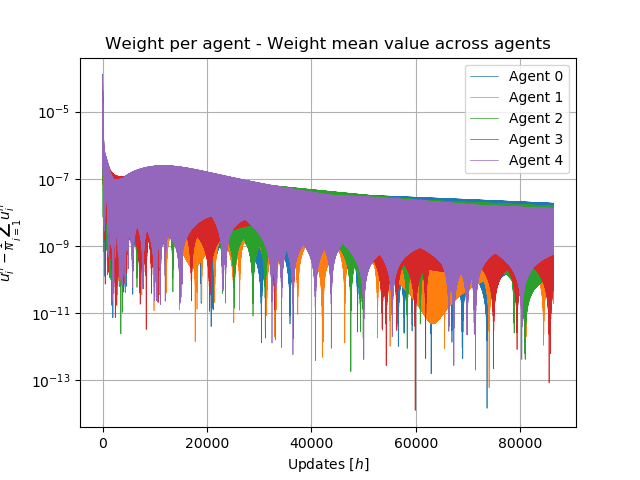 Weight per agent - Weight mean value across agents
Agent 0
Agent 1
Agent 2
Agent 3
Agent 4
10⁻⁵
10⁻⁷
10⁻⁹
10⁻¹¹
10⁻¹³
0 20000 40000 60000 80000
Updates [h]